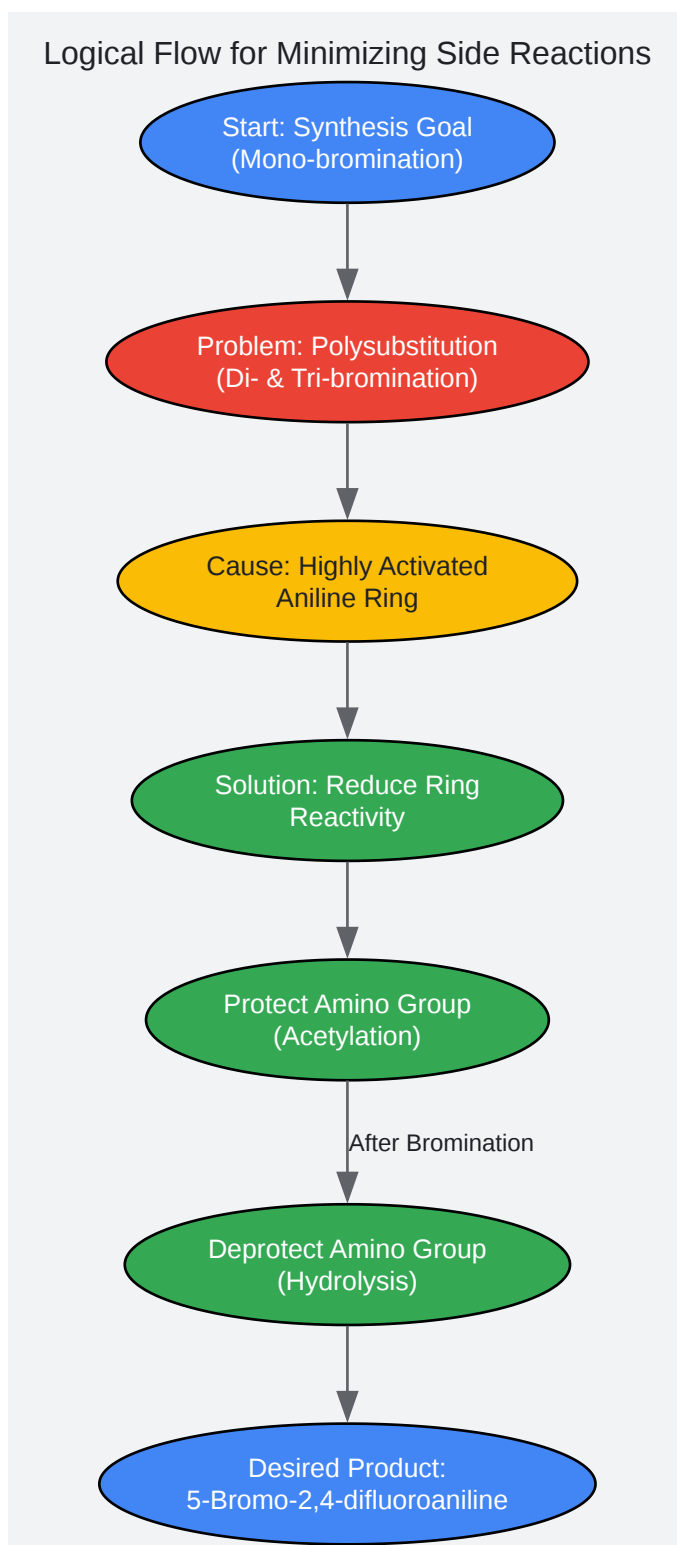 Logical Flow for Minimizing Side Reactions
Start: Synthesis Goal
(Mono-bromination)
Problem: Polysubstitution
(Di- & Tri-bromination)
Cause: Highly Activated
Aniline Ring
Solution: Reduce Ring
Reactivity
Protect Amino Group
(Acetylation)
After Bromination
Deprotect Amino Group
(Hydrolysis)
Desired Product:
5-Bromo-2,4-difluoroaniline